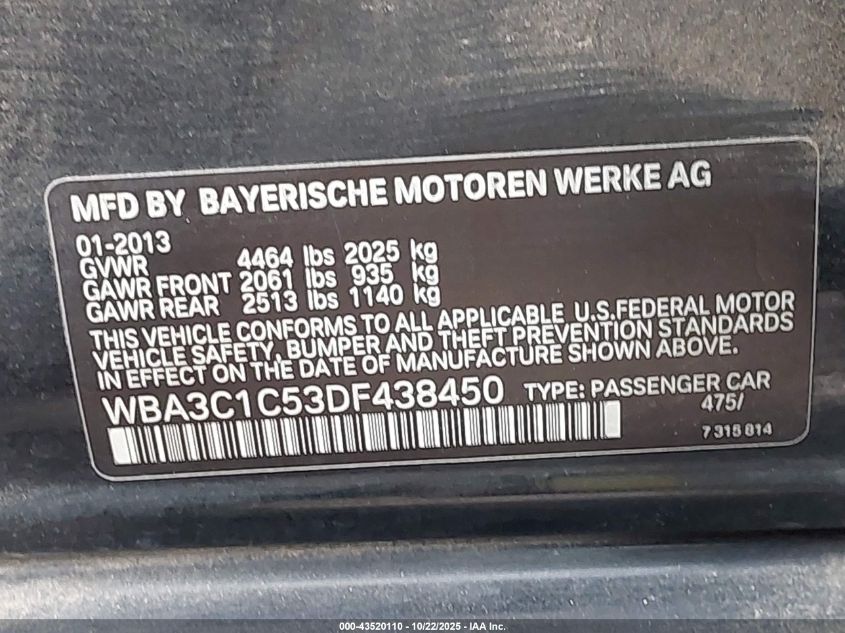 MFD BY BAYERISCHE MOTOREN WERKE AG
01-2013
GVWR 4464 lbs 2025 kg
GAWR FRONT 2061 lbs 935 kg
GAWR REAR 2513 lbs 1140 kg
THIS VEHICLE CONFORMS TO ALL APPLICABLE U.S.FEDERAL MOTOR
VEHICLE SAFETY, BUMPER AND THEFT PREVENTION STANDARDS
IN EFFECT ON THE DATE OF MANUFACTURE SHOWN ABOVE.
WBA3C1C53DF438450 TYPE: PASSENGER CAR
475/
7315814
000-43520110 - 10/22/2025 - IAA Inc.